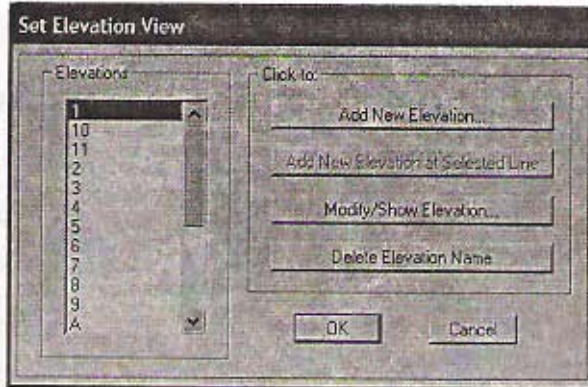 Set Elevation View
Elevations
1
10
11
2
3
4
5
6
7
8
9
A
Click to:
Add New Elevation...
Add New Elevation at Selected Line
Modify/Show Elevation...
Delete Elevation Name
OK
Cancel